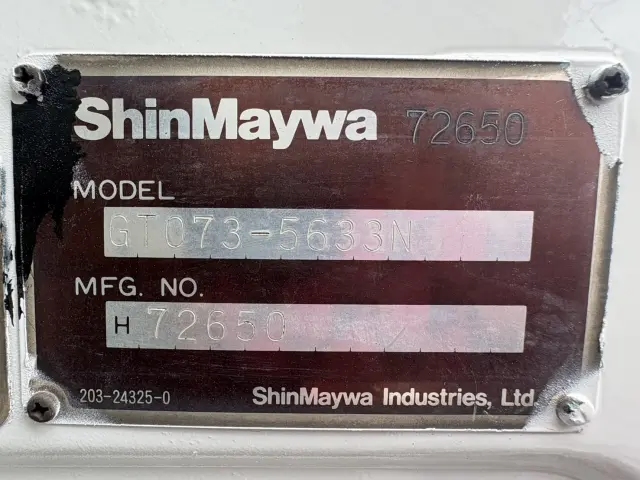 ShinMaywa 72650
MODEL
GT073-5633N
MFG. NO.
H 72650
203-24325-0 ShinMaywa Industries, Ltd.